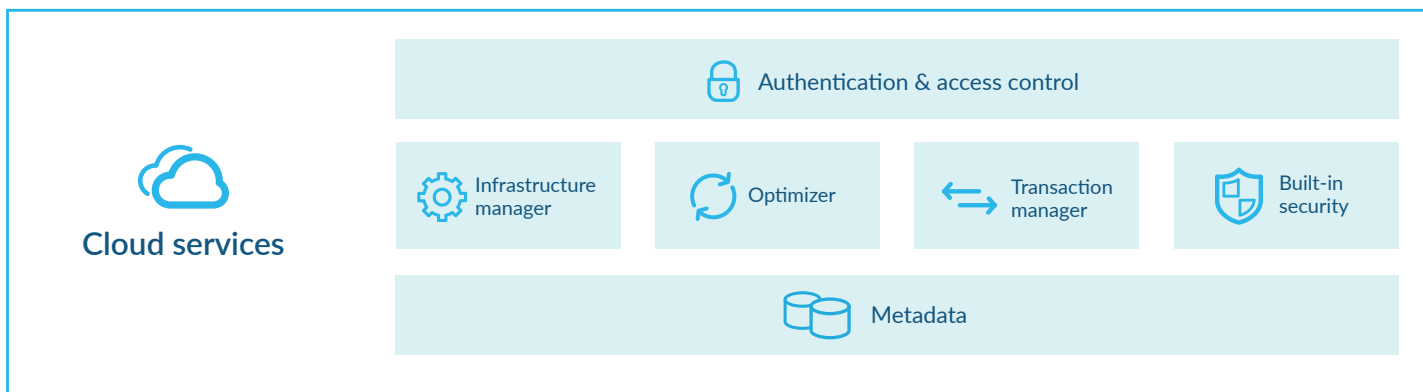 Authentication & access control
Cloud services
Infrastructure
manager
Optimizer
Transaction
manager
Built-in
security
Metadata